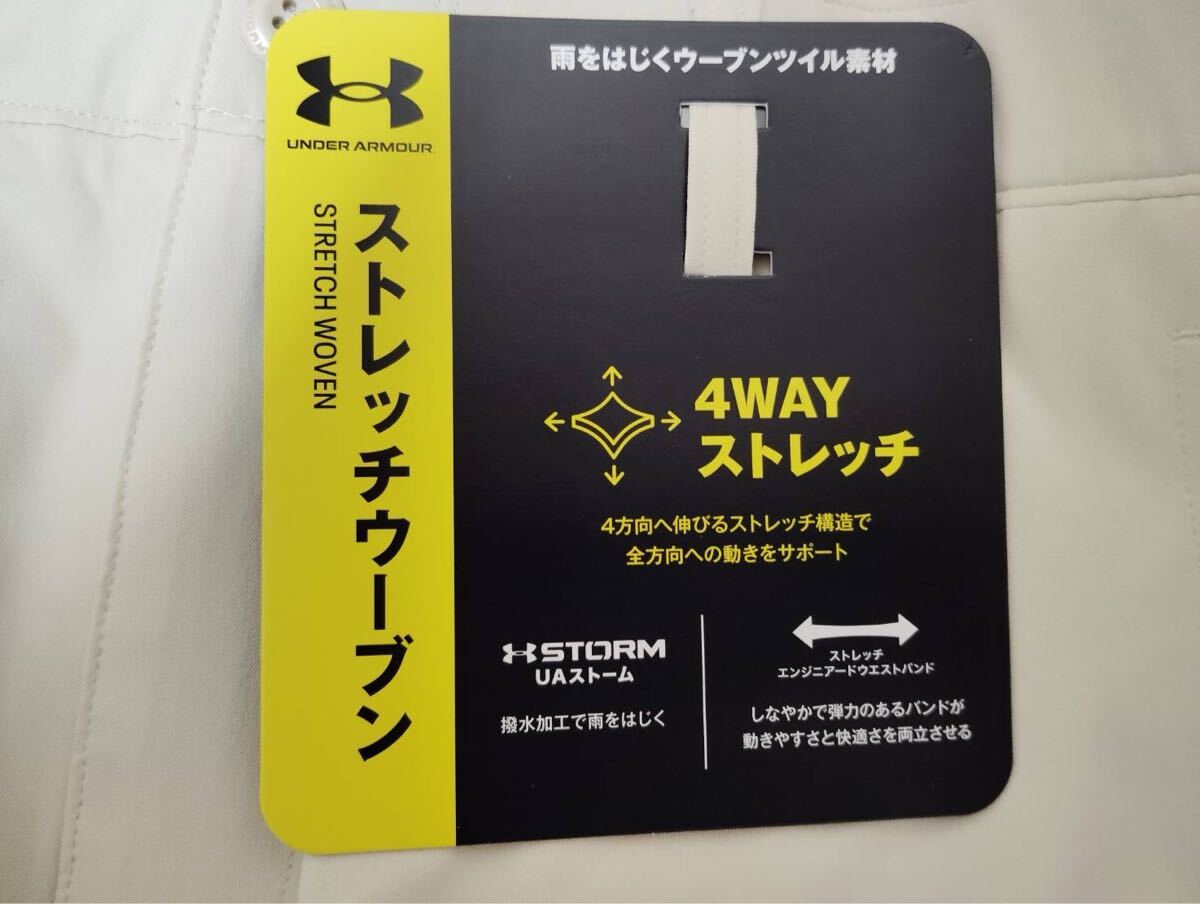 UNDER ARMOUR
ストレッチウーブン
STRETCH WOVEN
雨をはじくウーブンツイル素材
4WAY
ストレッチ
4方向へ伸びるストレッチ構造で
全方向への動きをサポート
STORM
UAストーム
撥水加工で雨をはじく
ストレッチ
エンジニアードウエストバンド
しなやかで弾力のあるバンドが
動きやすさと快適さを両立させる